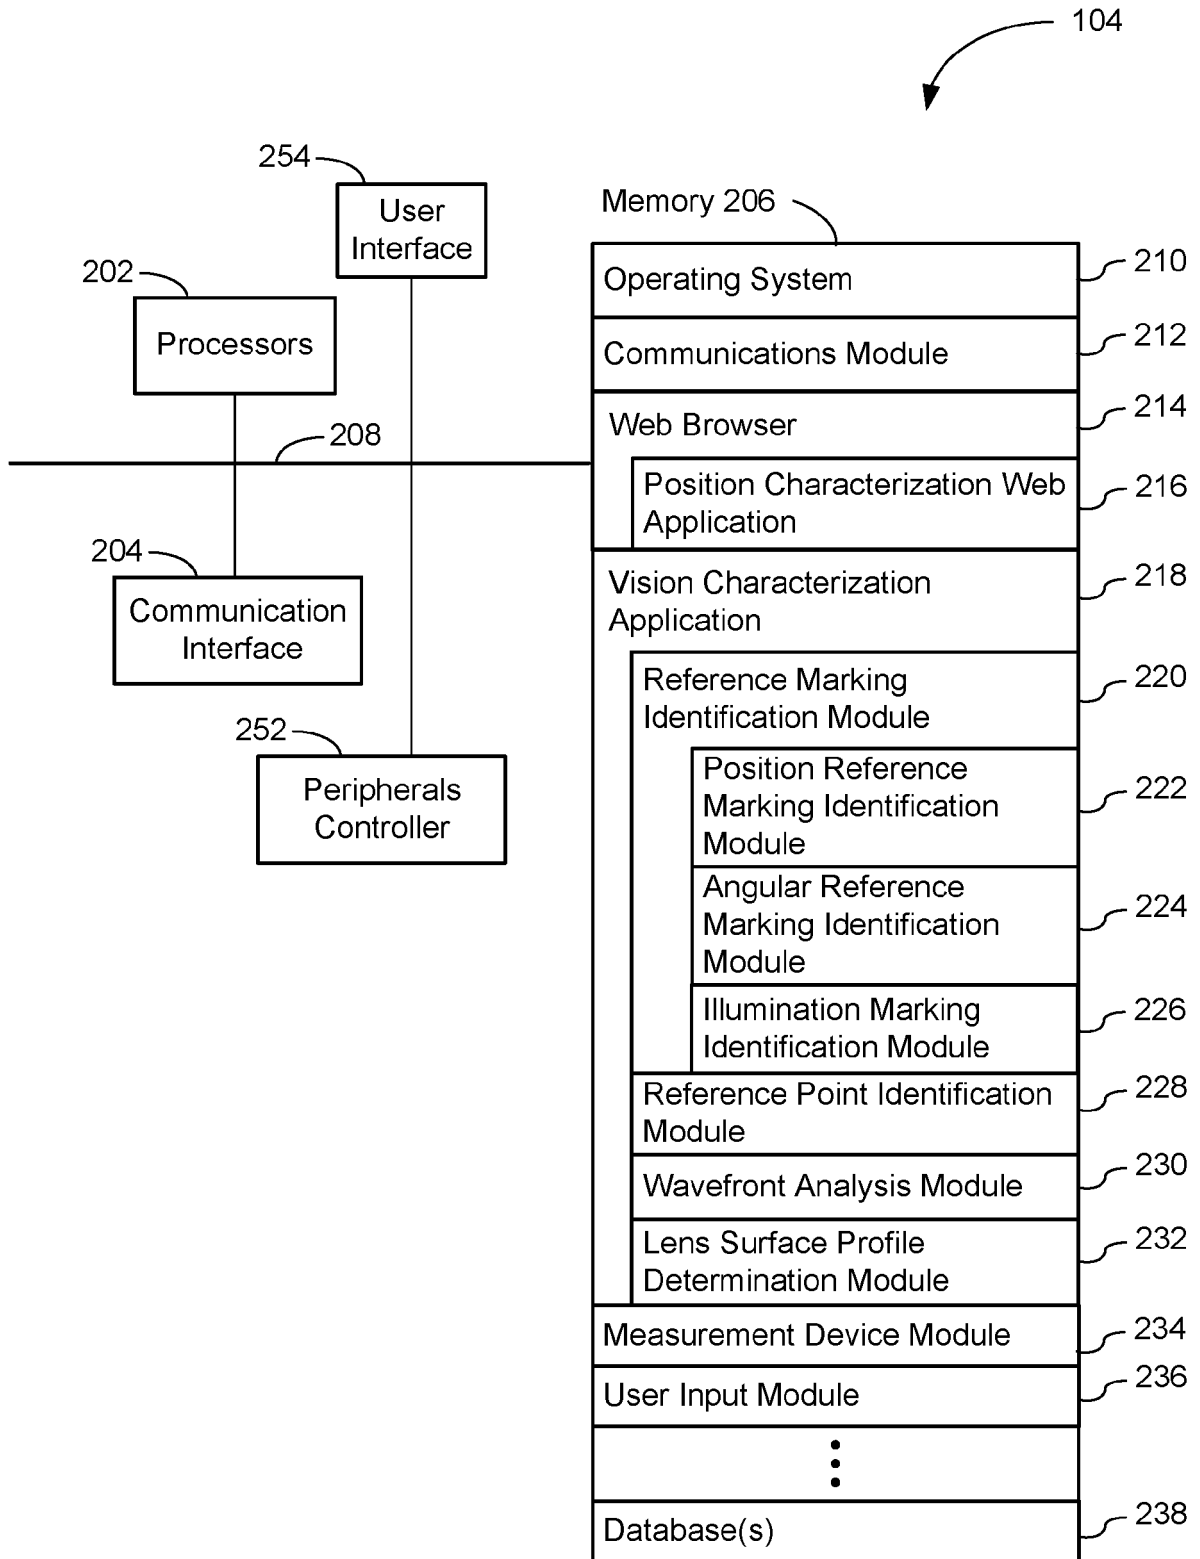 104
254
User
Interface
202
Processors
208
204
Communication
Interface
252
Peripherals
Controller
Memory 206
Operating System
210
Communications Module
212
Web Browser
214
Position Characterization Web
Application
216
Vision Characterization
Application
218
Reference Marking
Identification Module
220
Position Reference
Marking Identification
Module
222
Angular Reference
Marking Identification
Module
224
Illumination Marking
Identification Module
226
Reference Point Identification
Module
228
Wavefront Analysis Module
230
Lens Surface Profile
Determination Module
232
Measurement Device Module
234
User Input Module
236
Database(s)
238